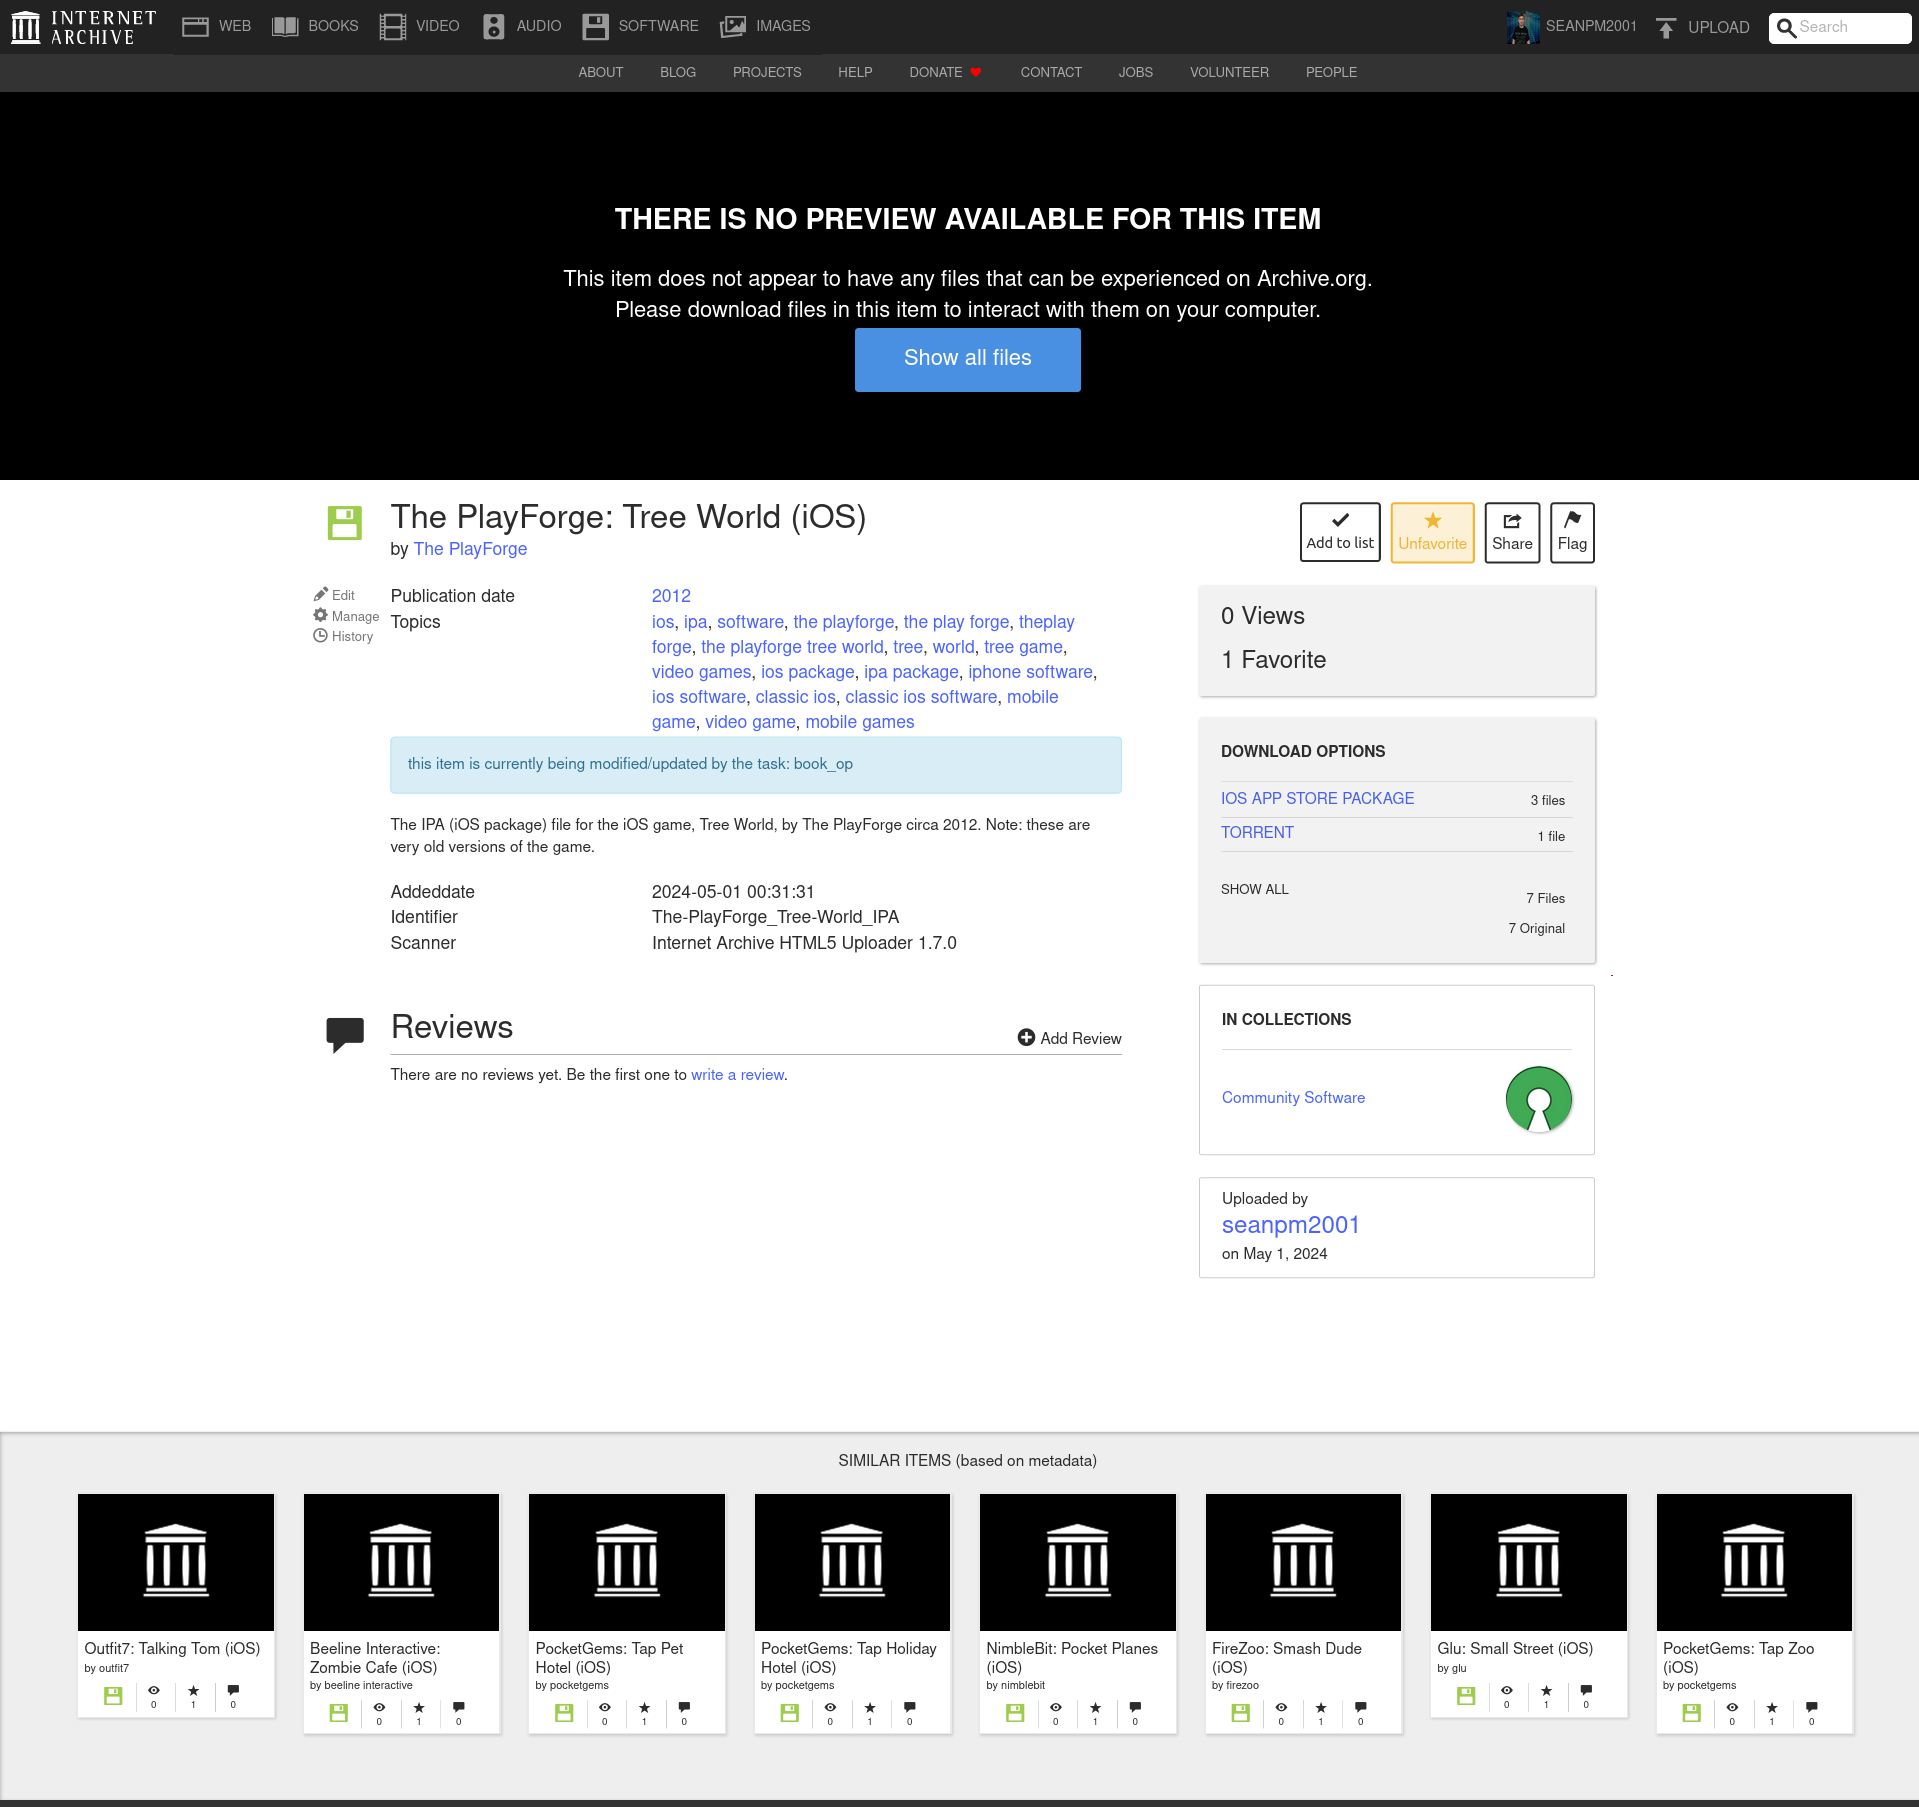 INTERNET ARCHIVE
WEB BOOKS VIDEO AUDIO SOFTWARE IMAGES SEANPM2001 UPLOAD Search
ABOUT BLOG PROJECTS HELP DONATE CONTACT JOBS VOLUNTEER PEOPLE
THERE IS NO PREVIEW AVAILABLE FOR THIS ITEM
This item does not appear to have any files that can be experienced on Archive.org.
Please download files in this item to interact with them on your computer.
Show all files
The PlayForge: Tree World (iOS)
by The PlayForge
Add to list Unfavorite Share Flag
Edit
Manage
History
Publication date 2012
Topics ios, ipa, software, the playforge, the play forge, theplay
forge, the playforge tree world, tree, world, tree game,
video games, ios package, ipa package, iphone software,
ios software, classic ios, classic ios software, mobile
game, video game, mobile games
this item is currently being modified/updated by the task: book_op
The IPA (iOS package) file for the iOS game, Tree World, by The PlayForge circa 2012. Note: these are
very old versions of the game.
Addeddate 2024-05-01 00:31:31
Identifier The-PlayForge_Tree-World_IPA
Scanner Internet Archive HTML5 Uploader 1.7.0
Reviews
Add Review
There are no reviews yet. Be the first one to write a review.
0 Views
1 Favorite
DOWNLOAD OPTIONS
IOS APP STORE PACKAGE 3 files
TORRENT 1 file
SHOW ALL 7 Files
7 Original
IN COLLECTIONS
Community Software
Uploaded by
seanpm2001
on May 1, 2024
SIMILAR ITEMS (based on metadata)
Outfit7: Talking Tom (iOS)
by outfit7
0 1 0
Beeline Interactive:
Zombie Cafe (iOS)
by beeline interactive
0 1 0
PocketGems: Tap Pet
Hotel (iOS)
by pocketgems
0 1 0
PocketGems: Tap Holiday
Hotel (iOS)
by pocketgems
0 1 0
NimbleBit: Pocket Planes
(iOS)
by nimblebit
0 1 0
FireZoo: Smash Dude
(iOS)
by firezoo
0 1 0
Glu: Small Street (iOS)
by glu
0 1 0
PocketGems: Tap Zoo
(iOS)
by pocketgems
0 1 0